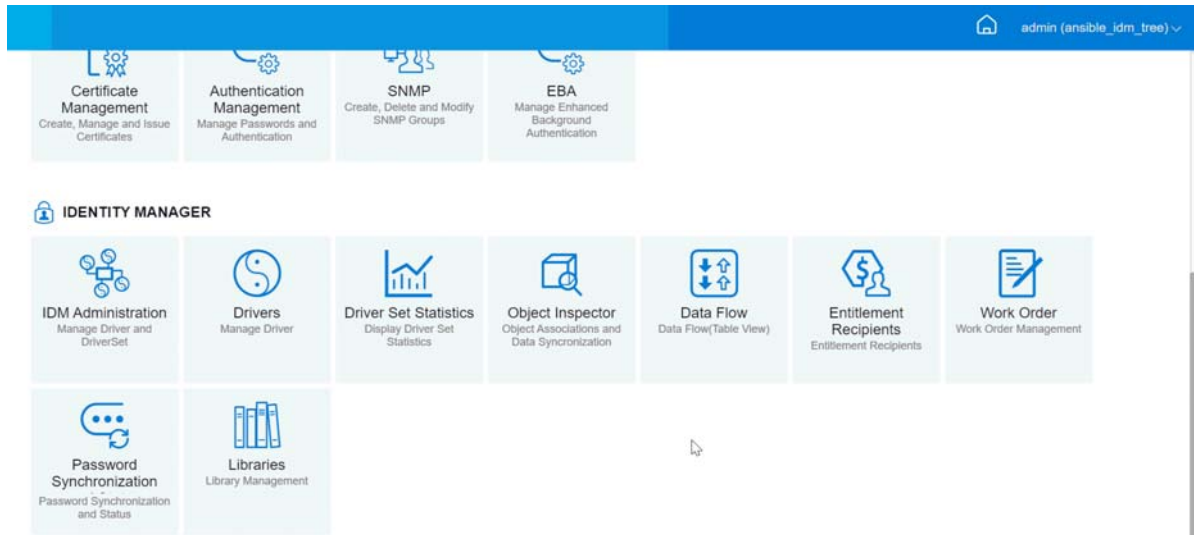 admin (ansible_idm_tree)
Certificate
Management
Create, Manage and Issue
Certificates
Authentication
Management
Manage Passwords and
Authentication
SNMP
Create, Delete and Modify
SNMP Groups
EBA
Manage Enhanced
Background
Authentication
IDENTITY MANAGER
IDM Administration
Manage Driver and
DriverSet
Drivers
Manage Driver
Driver Set Statistics
Display Driver Set
Statistics
Object Inspector
Object Associations and
Data Syncronization
Data Flow
Data Flow(Table View)
Entitlement
Recipients
Entitlement Recipients
Work Order
Work Order Management
Password
Synchronization
Password Synchronization
and Status
Libraries
Library Management